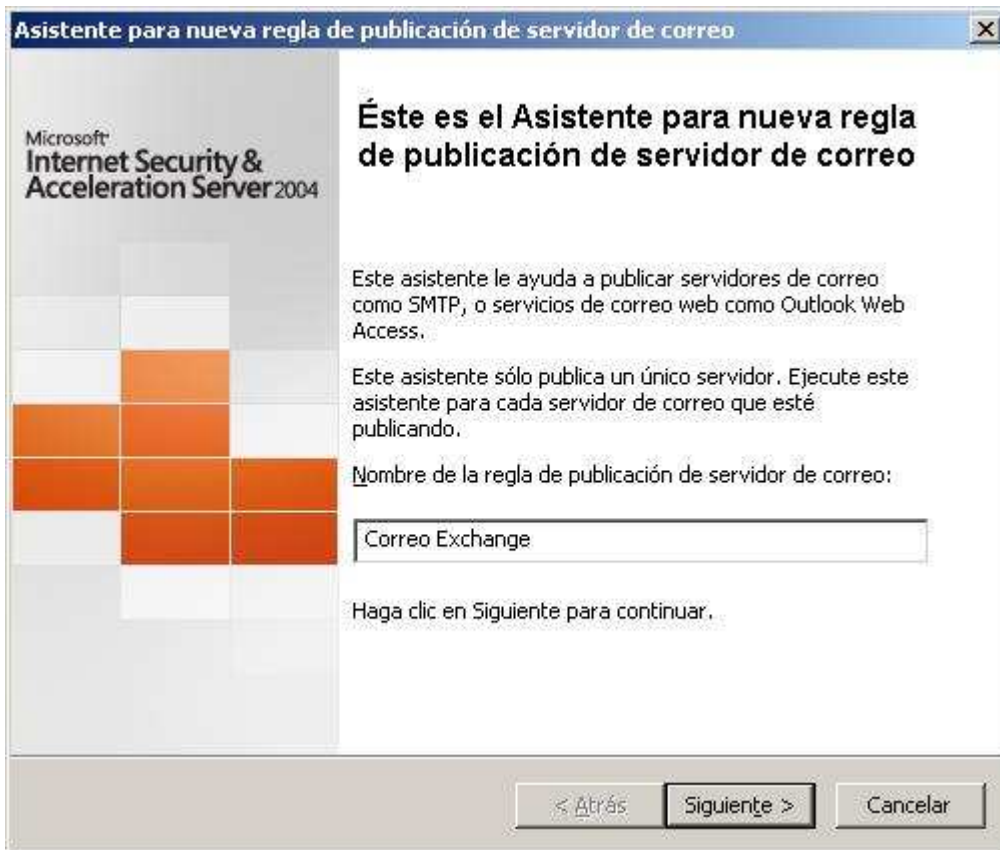 Asistente para nueva regla de publicación de servidor de correo
Microsoft
Internet Security &
Acceleration Server 2004
Éste es el Asistente para nueva regla
de publicación de servidor de correo
Este asistente le ayuda a publicar servidores de correo
como SMTP, o servicios de correo web como Outlook Web
Access.
Este asistente sólo publica un único servidor. Ejecute este
asistente para cada servidor de correo que esté
publicando.
Nombre de la regla de publicación de servidor de correo:
Correo Exchange
Haga clic en Siguiente para continuar.
< Atrás
Siguiente >
Cancelar